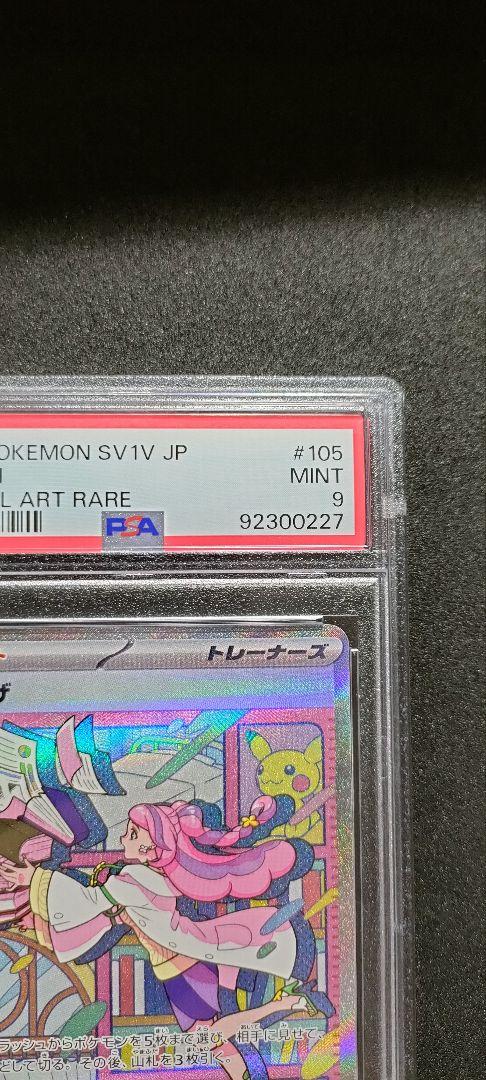 OKEMON SV1V JP #105
MINT
L ART RARE 9
PSA 92300227
トレーナーズ
ザ
ラッシュからポケモンを5枚まで選び、相手に見せて、
どして切る。その後、山札を3枚引く。